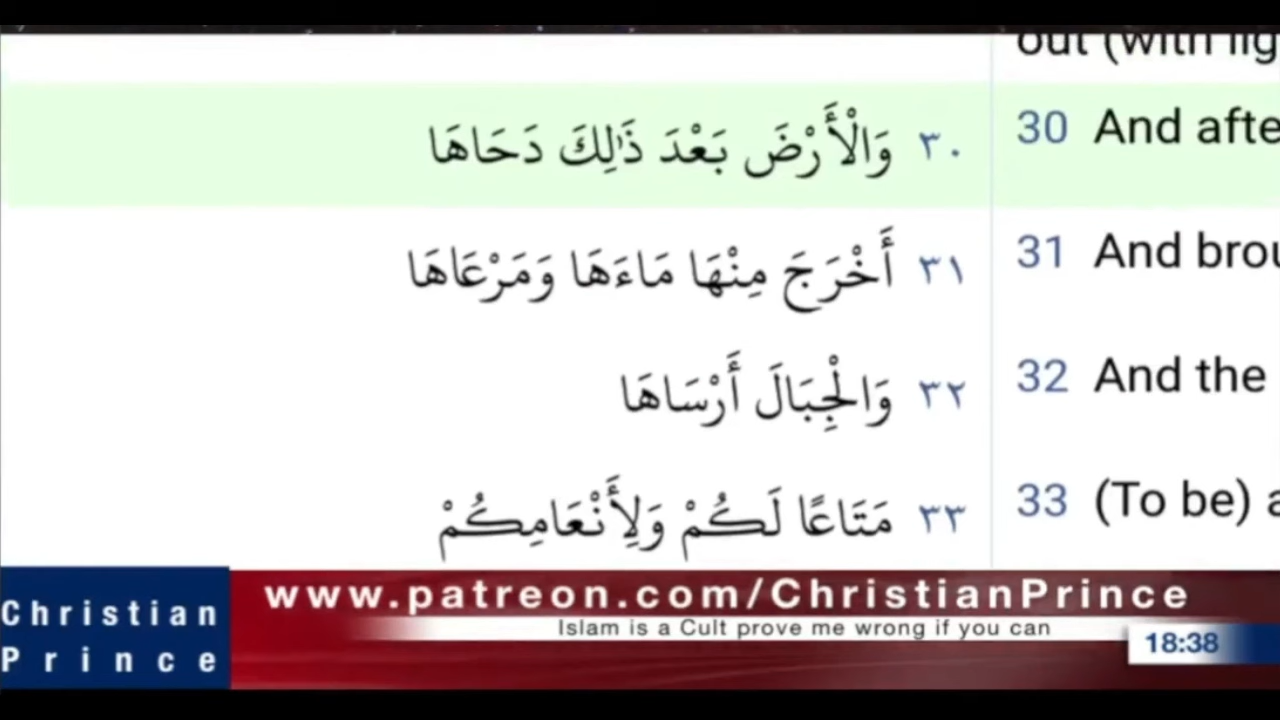 out (with lig
٣٠ وَالْأَرْضَ بَعْدَ ذَٰلِكَ دَحَاهَا
30 And afte
٣١ أَخْرَجَ مِنْهَا مَاءَهَا وَمَرْعَاهَا
31 And brou
٣٢ وَالْجِبَالَ أَرْسَاهَا
32 And the
٣٣ مَتَاعًا لَكُمْ وَلِأَنْعَامِكُمْ
33 (To be) a
Christian
Prince
www.patreon.com/ChristianPrince
Islam is a Cult prove me wrong if you can
18:38